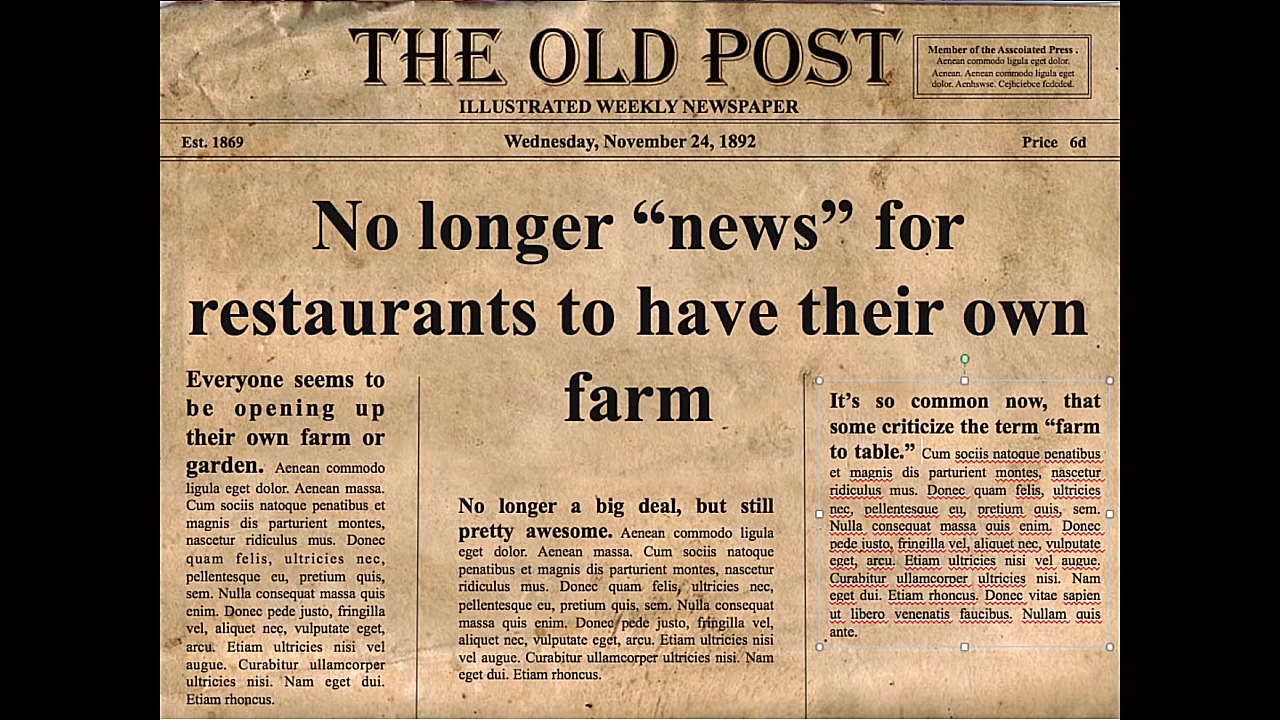 THE OLD POST
ILLUSTRATED WEEKLY NEWSPAPER
Member of the Asscolated Press .
Aenean commodo ligula eget dolor.
Aenean. Aenean commodo ligula eget
dolor. Aenhswse. Cejhciebce fcdcdcd.
Est. 1869
Wednesday, November 24, 1892
Price 6d
No longer “news” for
restaurants to have their own
farm
Everyone seems to
be opening up
their own farm or
garden. Aenean commodo
ligula eget dolor. Aenean massa.
Cum sociis natoque penatibus et
magnis dis parturient montes,
nascetur ridiculus mus. Donec
quam felis, ultricies nec,
pellentesque eu, pretium quis,
sem. Nulla consequat massa quis
enim. Donec pede justo, fringilla
vel, aliquet nec, vulputate eget,
arcu. Etiam ultricies nisi vel
augue. Curabitur ullamcorper
ultricies nisi. Nam eget dui.
Etiam rhoncus.
No longer a big deal, but still
pretty awesome. Aenean commodo ligula
eget dolor. Aenean massa. Cum sociis natoque
penatibus et magnis dis parturient montes, nascetur
ridiculus mus. Donec quam felis, ultricies nec,
pellentesque eu, pretium quis, sem. Nulla consequat
massa quis enim. Donec pede justo, fringilla vel,
aliquet nec, vulputate eget, arcu. Etiam ultricies nisi
vel augue. Curabitur ullamcorper ultricies nisi. Nam
eget dui. Etiam rhoncus.
It’s so common now, that
some criticize the term “farm
to table.” Cum sociis natoque penatibus
et magnis dis parturient montes, nascetur
ridiculus mus. Donec quam felis, ultricies
nec, pellentesque eu, pretium quis, sem.
Nulla consequat massa quis enim. Donec
pede justo, fringilla vel, aliquet nec, vulputate
eget, arcu. Etiam ultricies nisi vel augue.
Curabitur ullamcorper ultricies nisi. Nam
eget dui. Etiam rhoncus. Donec vitae sapien
ut libero venenatis faucibus. Nullam quis
ante.